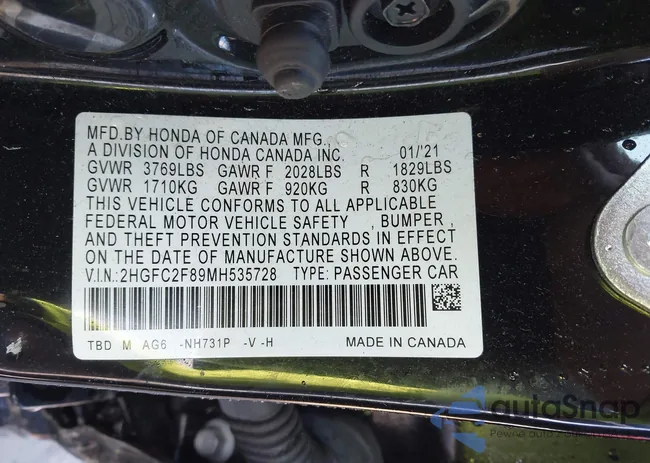 MFD.BY HONDA OF CANADA MFG.,
A DIVISION OF HONDA CANADA INC. 01/'21
GVWR 3769LBS GAWR F 2028LBS R 1829LBS
GVWR 1710KG GAWR F 920KG R 830KG
THIS VEHICLE CONFORMS TO ALL APPLICABLE
FEDERAL MOTOR VEHICLE SAFETY , BUMPER ,
AND THEFT PREVENTION STANDARDS IN EFFECT
ON THE DATE OF MANUFACTURE SHOWN ABOVE.
V.I.N.: 2HGFC2F89MH535728 TYPE: PASSENGER CAR
TBD M AG6 -NH731P -V -H MADE IN CANADA
autoSnap
Pewne auto z